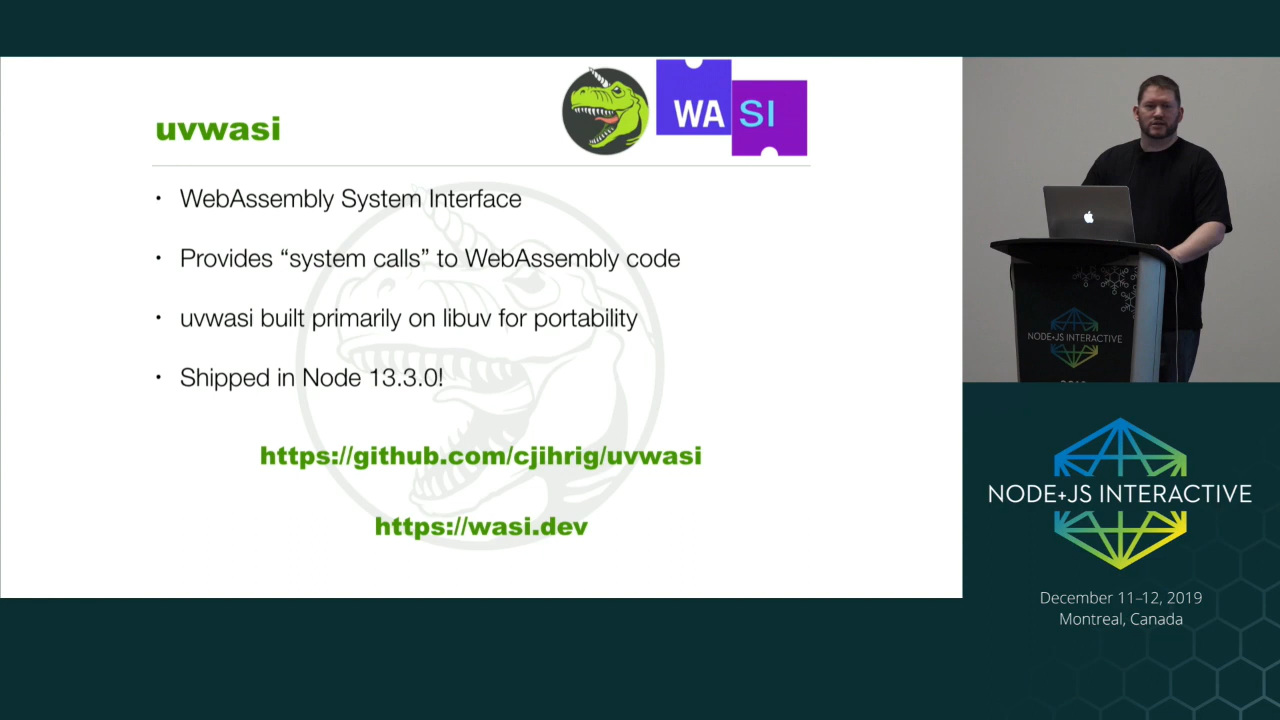 uvwasi
WA SI
• WebAssembly System Interface
• Provides “system calls” to WebAssembly code
• uvwasi built primarily on libuv for portability
• Shipped in Node 13.3.0!
https://github.com/cjihrig/uvwasi
https://wasi.dev
NODE+JS INTERACTIVE
NODE+JS INTERACTIVE
December 11–12, 2019
Montreal, Canada